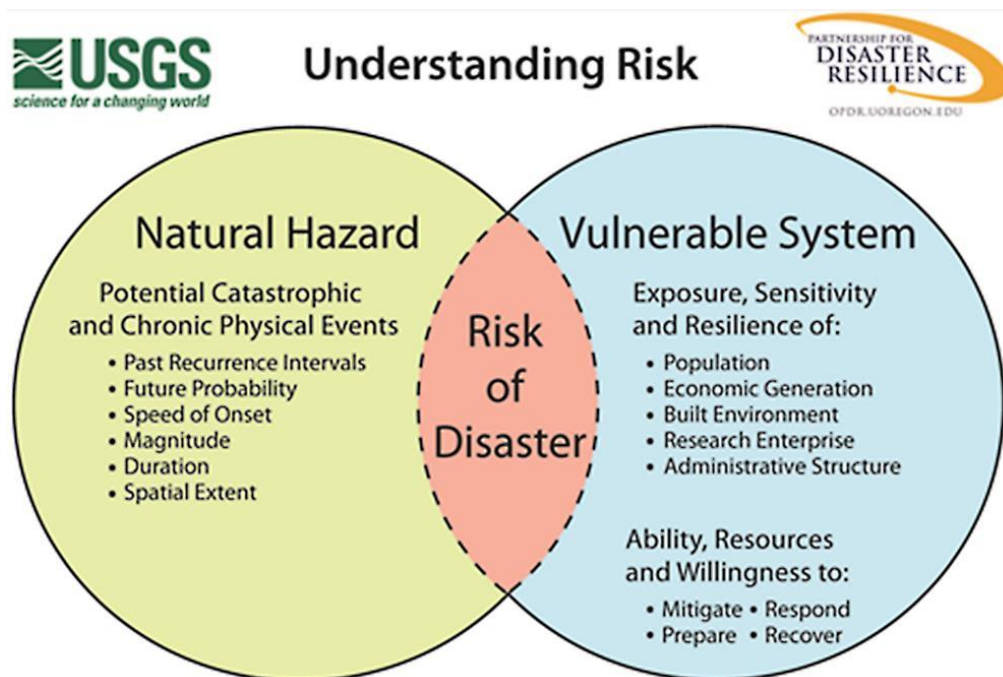 USGS
science for a changing world
Understanding Risk
PARTNERSHIP FOR
DISASTER
RESILIENCE
OPDR.UOREGON.EDU
Natural Hazard
Potential Catastrophic
and Chronic Physical Events
• Past Recurrence Intervals
• Future Probability
• Speed of Onset
• Magnitude
• Duration
• Spatial Extent
Risk
of
Disaster
Vulnerable System
Exposure, Sensitivity
and Resilience of:
• Population
• Economic Generation
• Built Environment
• Research Enterprise
• Administrative Structure
Ability, Resources
and Willingness to:
• Mitigate • Respond
• Prepare • Recover